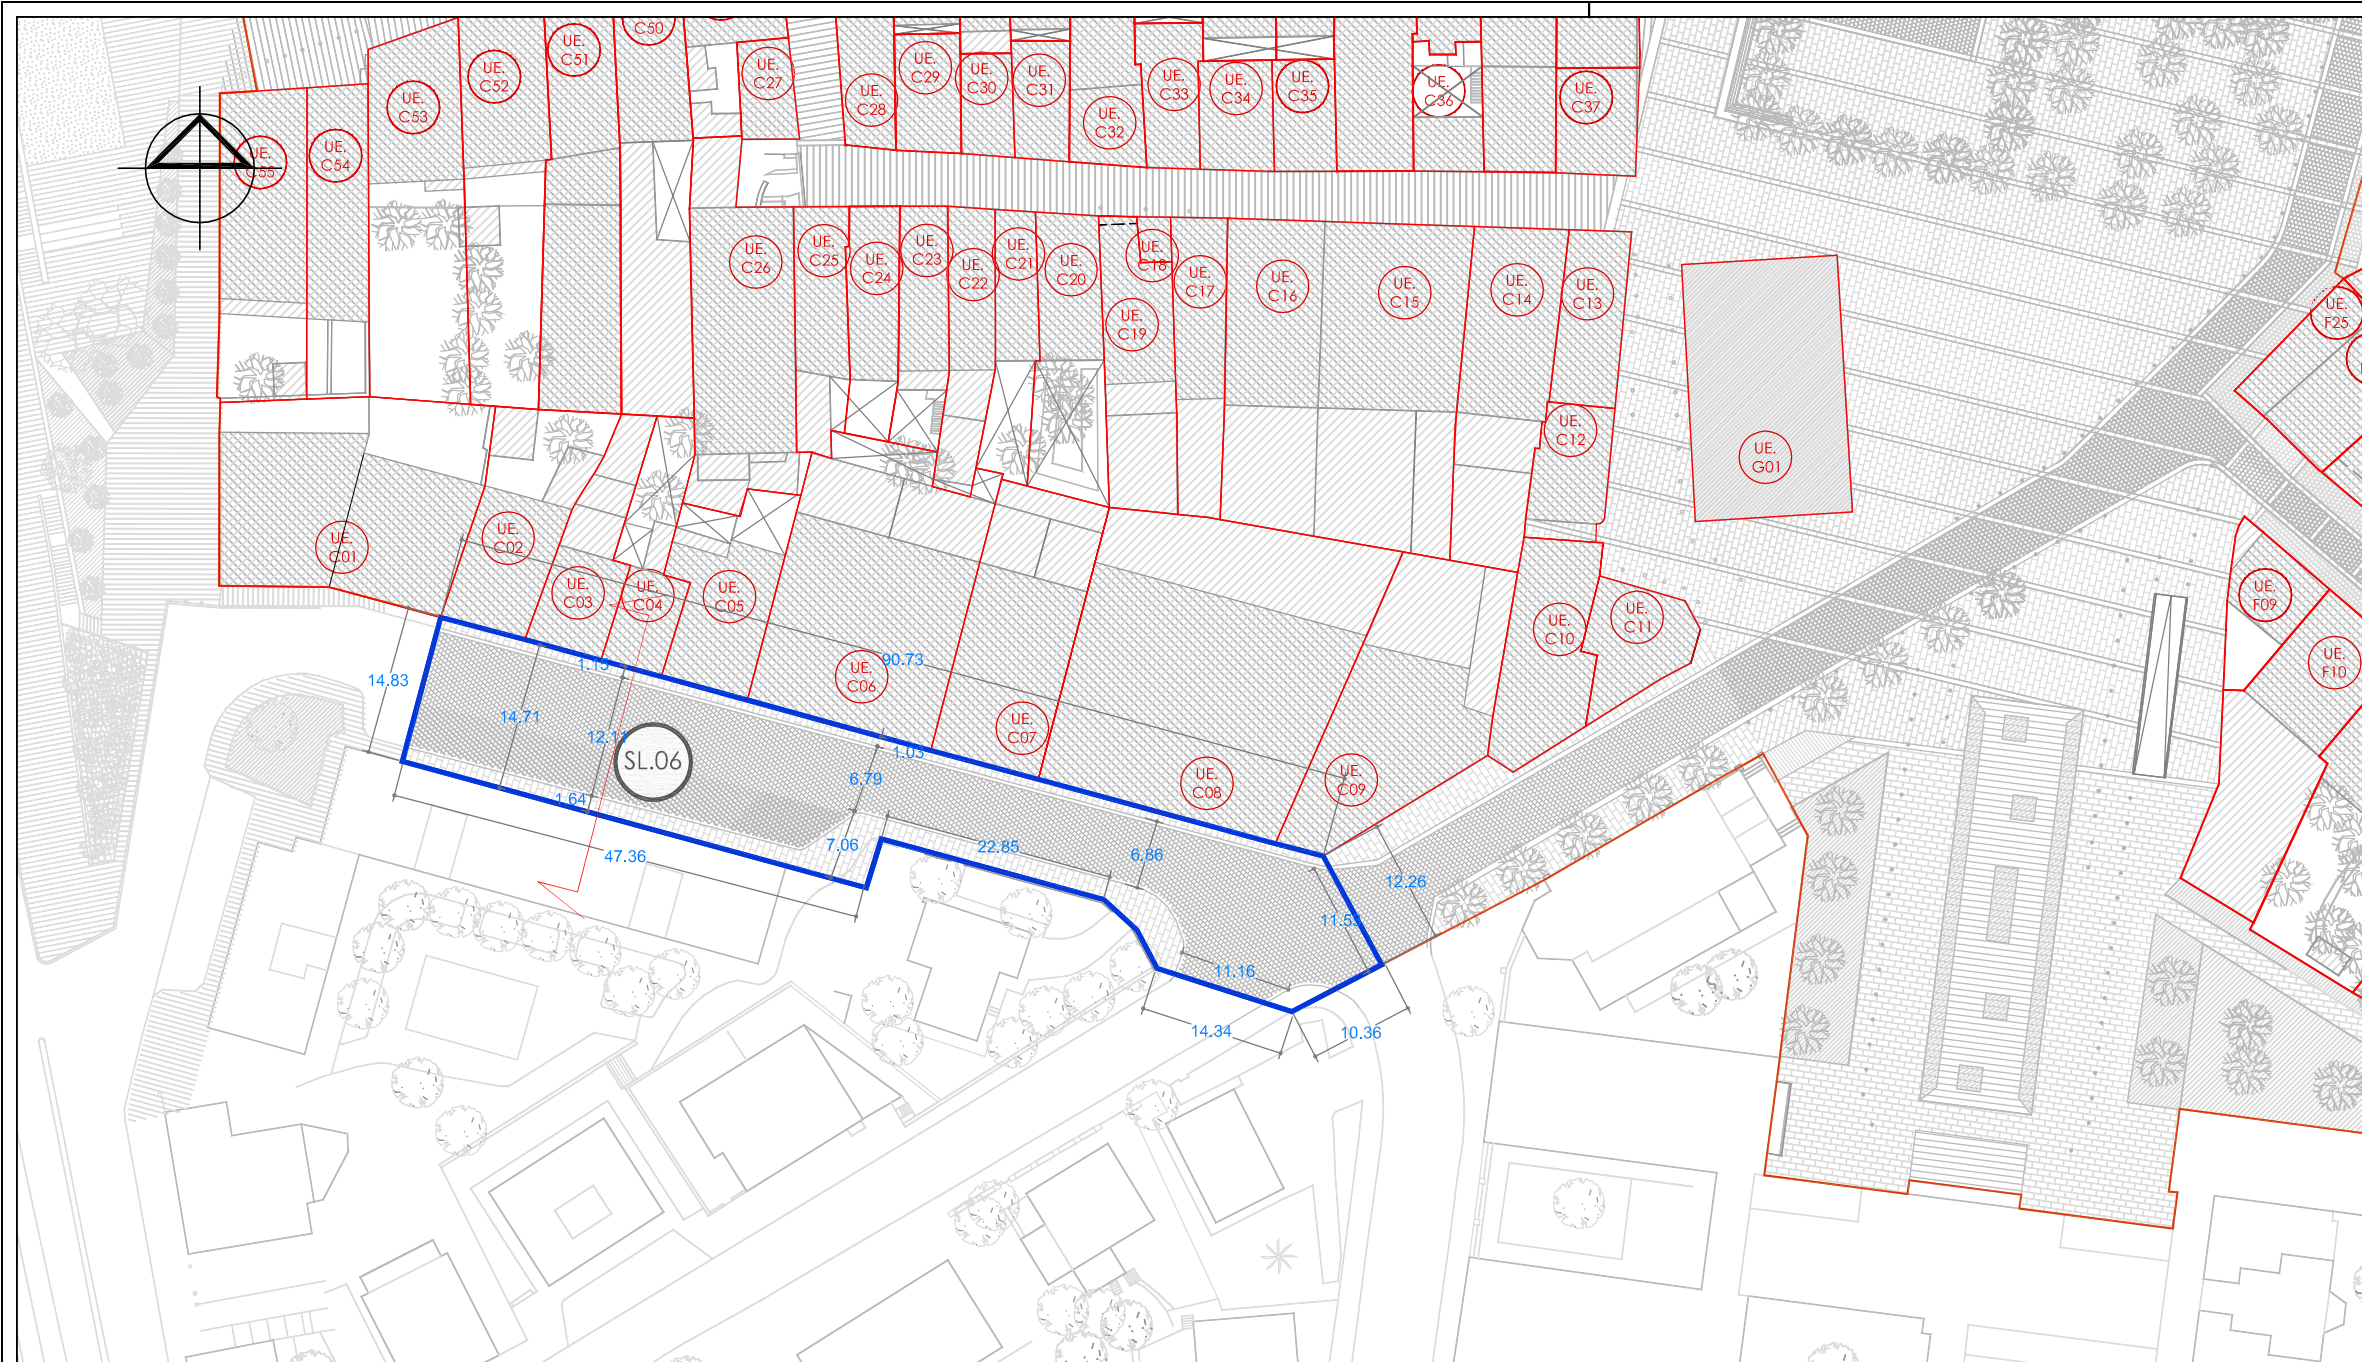 C50
UE.
C51
UE.
C52
UE.
C53
UE.
C54
UE.
C55
UE.
C27
UE.
C28
UE.
C29
UE.
C30
UE.
C31
UE.
C32
UE.
C33
UE.
C34
UE.
C35
UE.
C36
UE.
C37
UE.
C26
UE.
C25
UE.
C24
UE.
C23
UE.
C22
UE.
C21
UE.
C20
UE.
C19
UE.
C18
UE.
C17
UE.
C16
UE.
C15
UE.
C14
UE.
C13
UE.
C12
UE.
G01
UE.
F25
UE.
C01
UE.
C02
UE.
C03
UE.
C04
UE.
C05
UE.
C06
UE.
C07
UE.
C08
UE.
C09
UE.
C10
UE.
C11
UE.
F09
UE.
F10
90.73
14.83
1.15
14.71
12.11
SL.06
1.64
47.36
1.03
6.79
7.06
22.85
6.86
12.26
11.53
11.16
14.34
10.36